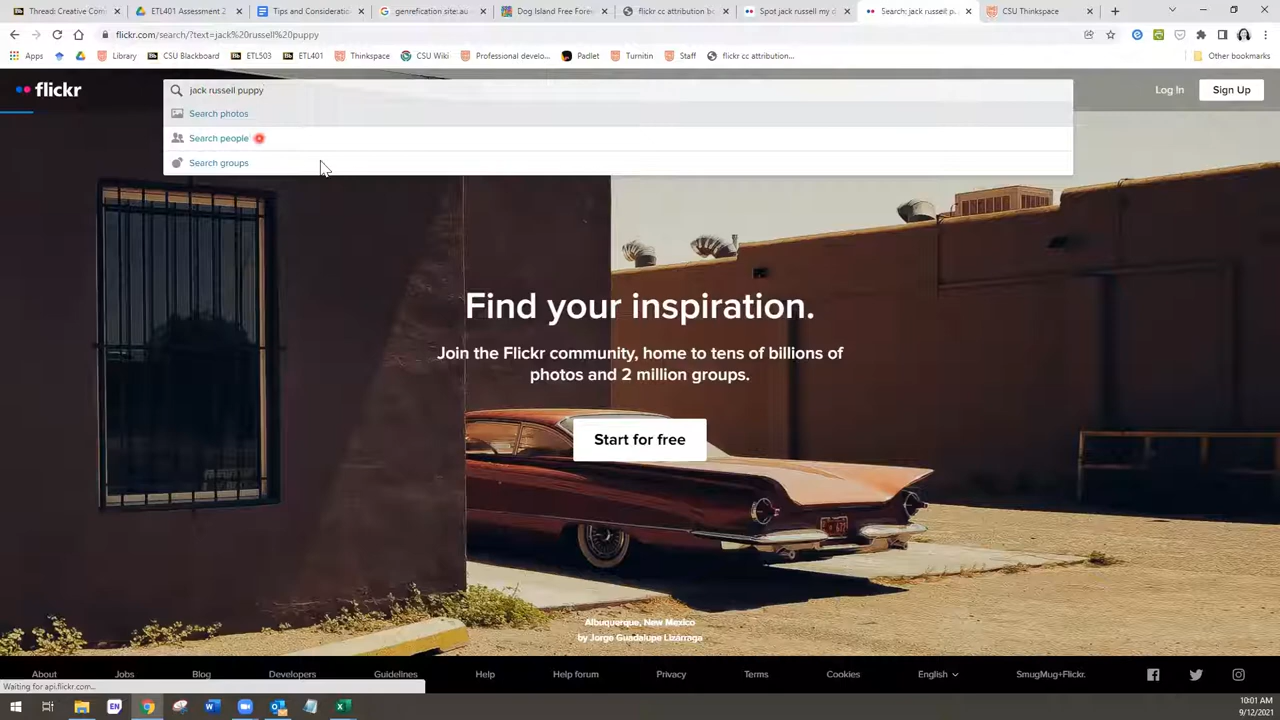 Thread: Creative Com
ETL401 Assessment 2
Tips and Consideration
genrefication site:au
Dog Island Free Fore
flickr cc attribution bo
Spot jack russell my d
Search: jack russell p
CSU Thinkspace
flickr.com/search/?text=jack%20russell%20puppy
Apps
Library
CSU Blackboard
ETL503
ETL401
Thinkspace
CSU Wiki
Professional develo...
Padlet
Turnitin
Staff
flickr cc attribution...
Other bookmarks
flickr
jack russell puppy
Log In
Sign Up
Search photos
Search people
Search groups
Find your inspiration.
Join the Flickr community, home to tens of billions of
photos and 2 million groups.
Start for free
Albuquerque, New Mexico
by Jorge Guadalupe Lizárraga
About
Jobs
Blog
Developers
Guidelines
Help
Help forum
Privacy
Terms
Cookies
English
SmugMug+Flickr.
Waiting for api.flickr.com...
EN
10:01 AM
9/12/2021